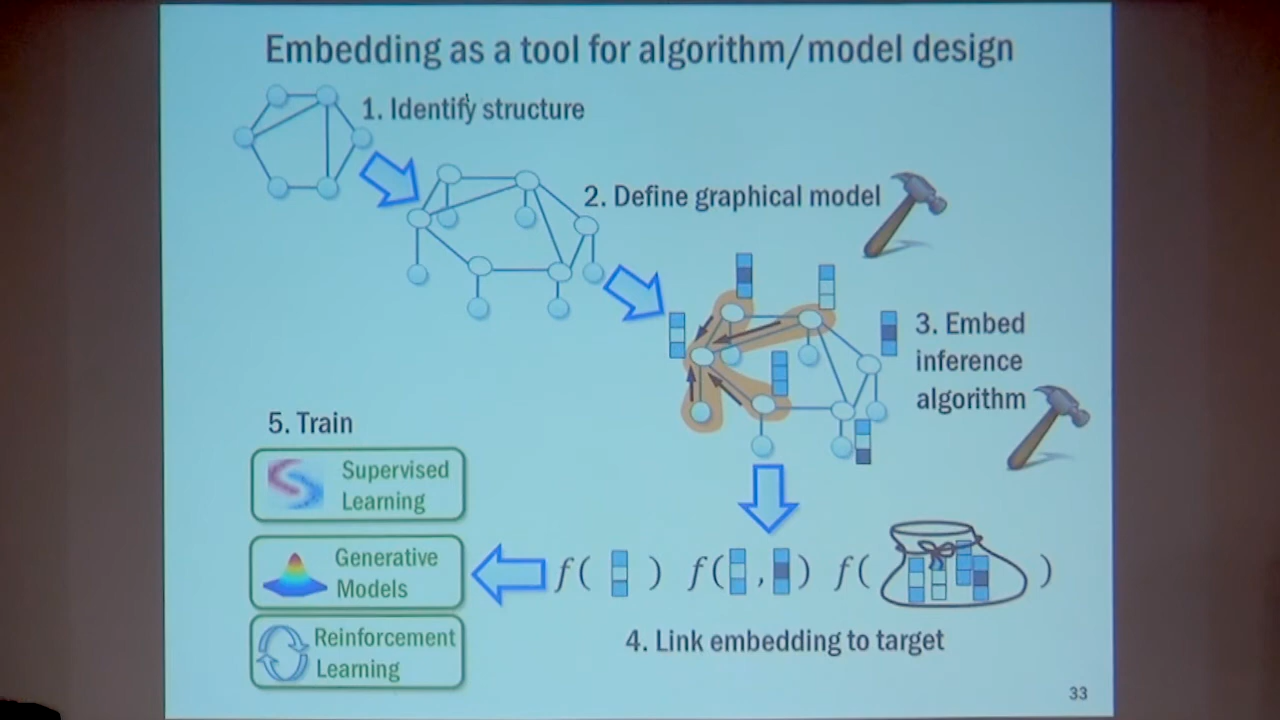 Embedding as a tool for algorithm/model design
1. Identify structure
2. Define graphical model
3. Embed
inference
algorithm
f( ) f( , ) f( )
4. Link embedding to target
5. Train
Supervised
Learning
Generative
Models
Reinforcement
Learning
33